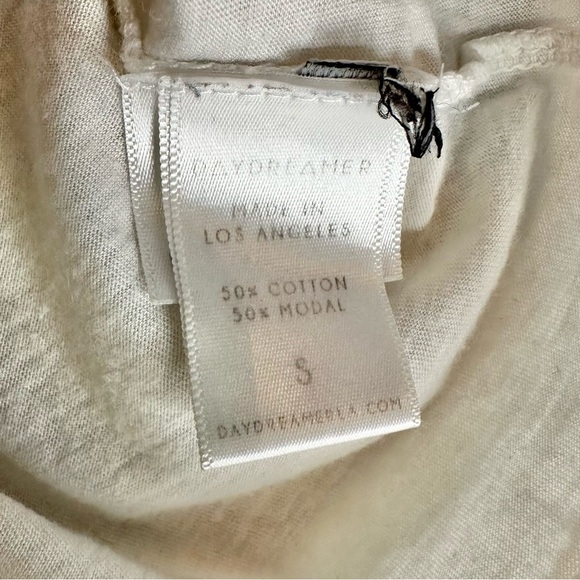 DAYDREAMER
MADE IN
LOS ANGELES
50% COTTON
50% MODAL
S
DAYDREAMERLA.COM